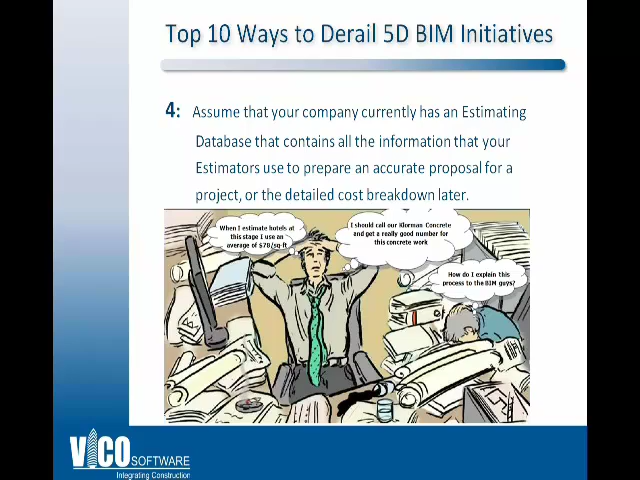 Top 10 Ways to Derail 5D BIM Initiatives
4: Assume that your company currently has an Estimating
Database that contains all the information that your
Estimators use to prepare an accurate proposal for a
project, or the detailed cost breakdown later.
When I estimate hotels at
this stage I use an
average of $78/sq-ft
I should call our Klorman Concrete
and get a really good number for
this concrete work
How do I explain this
process to the BIM guys?
VICO SOFTWARE
Integrating Construction